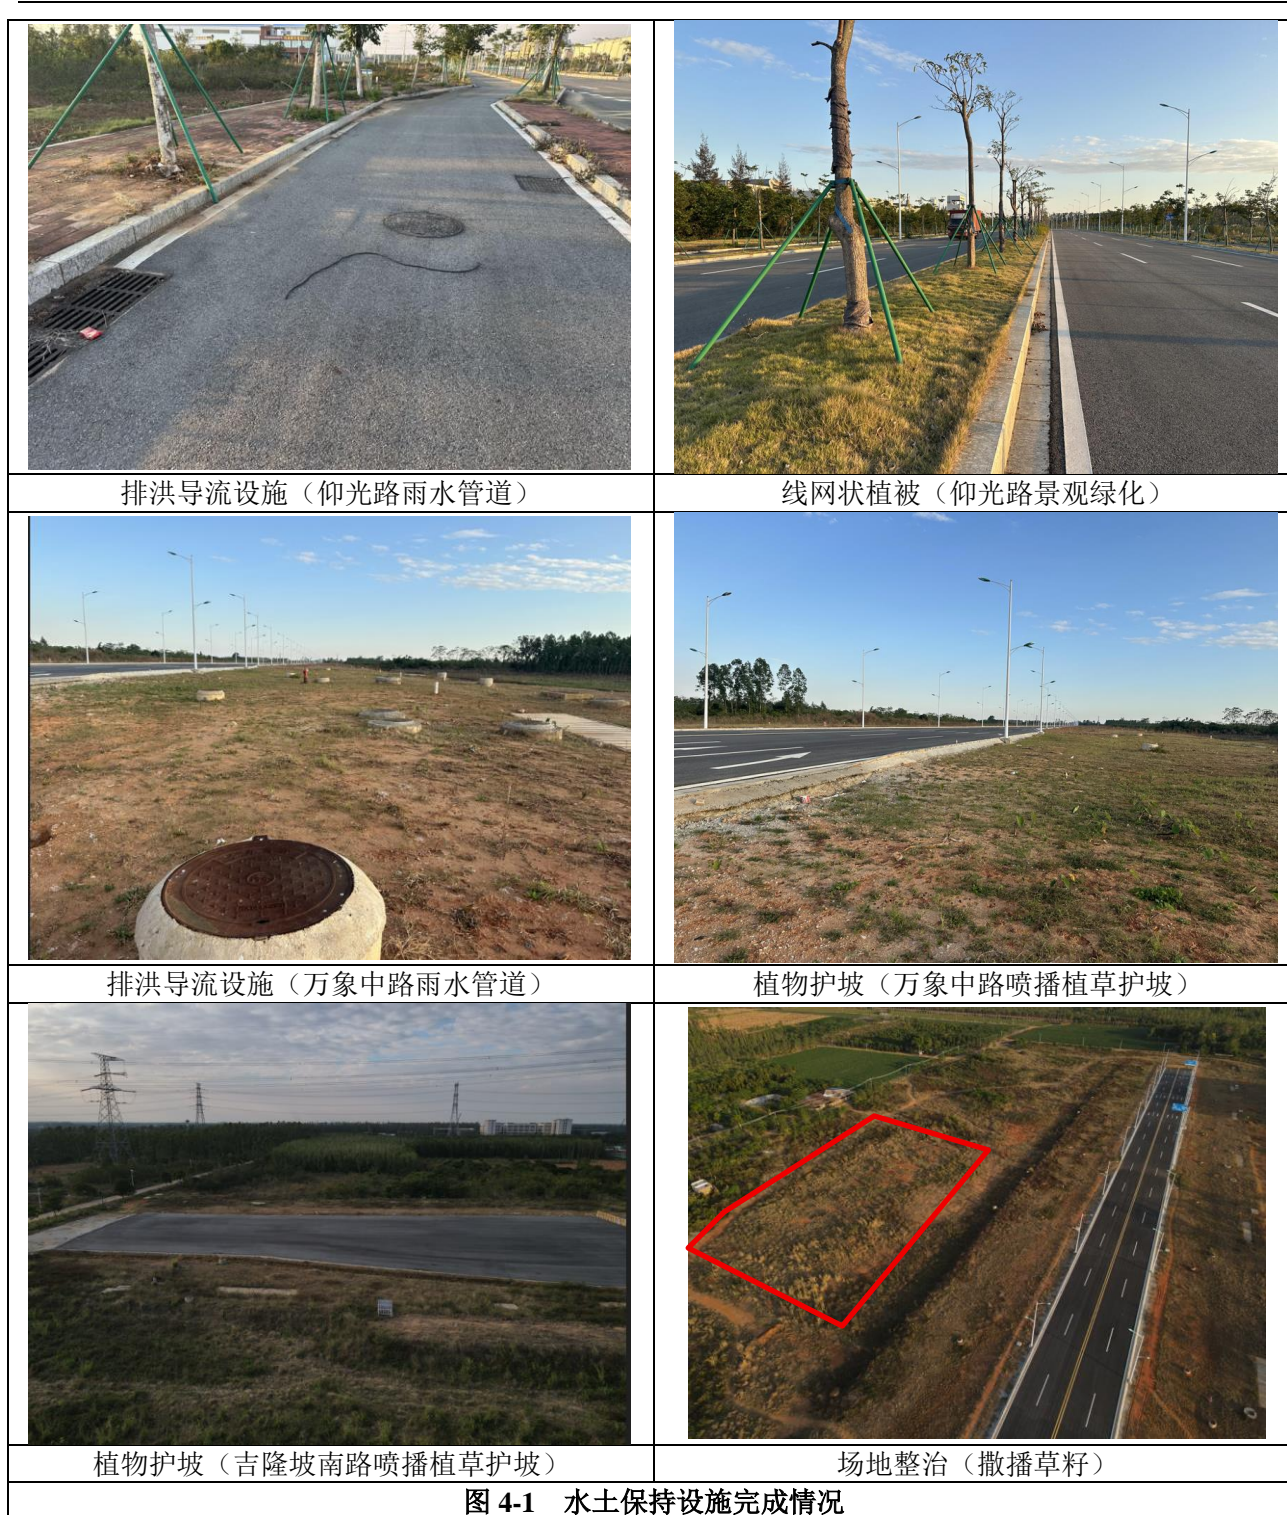 排洪导流设施（仰光路雨水管道）
线网状植被（仰光路景观绿化）
排洪导流设施（万象中路雨水管道）
植物护坡（万象中路喷播植草护坡）
植物护坡（吉隆坡南路喷播植草护坡）
场地整治（撒播草籽）
图 4-1 水土保持设施完成情况